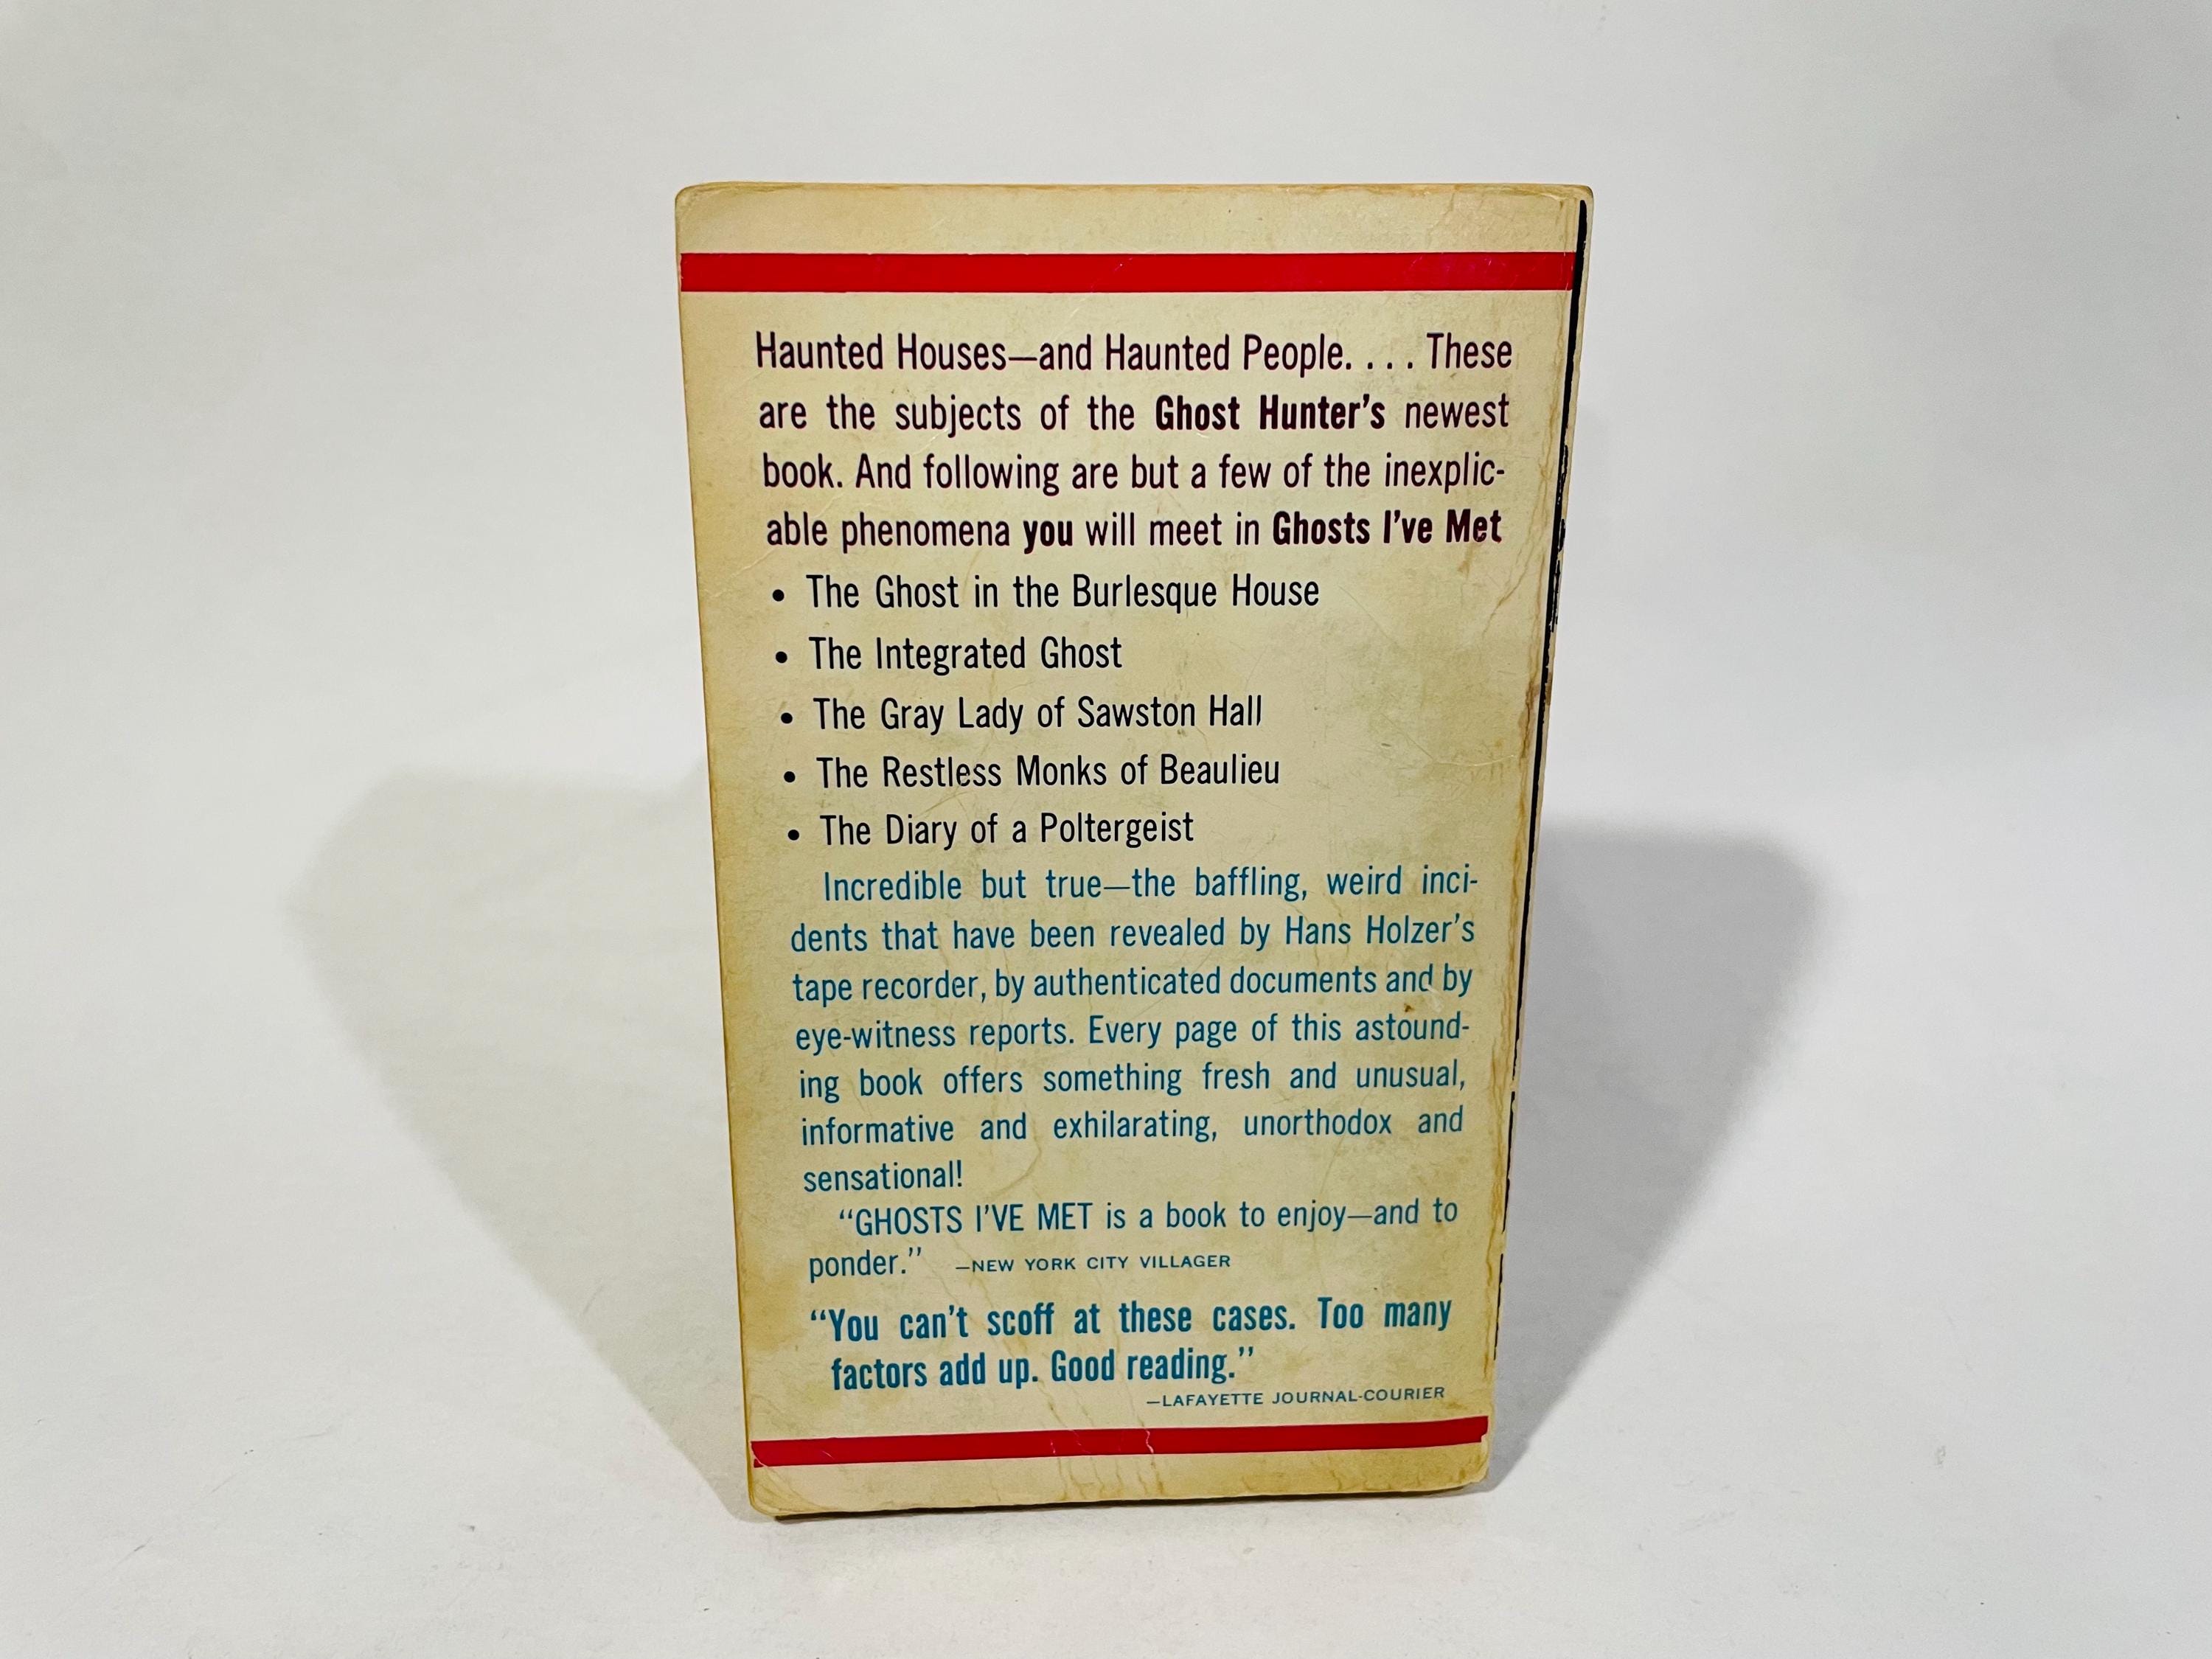 Haunted Houses—and Haunted People. . . . These
are the subjects of the Ghost Hunter's newest
book. And following are but a few of the inexplic-
able phenomena you will meet in Ghosts I've Met
• The Ghost in the Burlesque House
• The Integrated Ghost
• The Gray Lady of Sawston Hall
• The Restless Monks of Beaulieu
• The Diary of a Poltergeist
Incredible but true—the baffling, weird inci-
dents that have been revealed by Hans Holzer's
tape recorder, by authenticated documents and by
eye-witness reports. Every page of this astound-
ing book offers something fresh and unusual,
informative and exhilarating, unorthodox and
sensational!
"GHOSTS I'VE MET is a book to enjoy—and to
ponder." —NEW YORK CITY VILLAGER
"You can't scoff at these cases. Too many
factors add up. Good reading."
—LAFAYETTE JOURNAL-COURIER